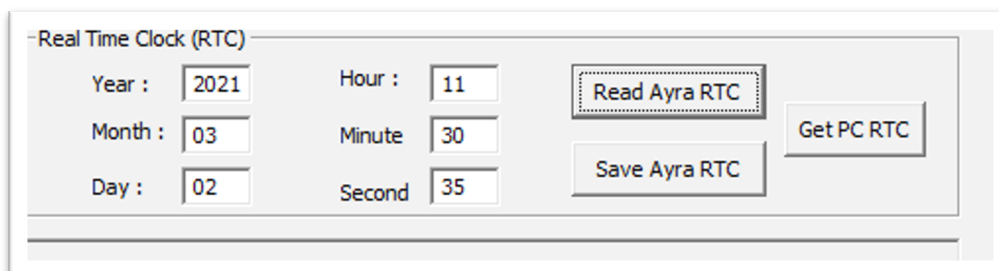 Real Time Clock (RTC)
Year : 2021 Hour : 11 Read Ayra RTC
Get PC RTC
Month : 03 Minute 30
Save Ayra RTC
Day : 02 Second 35